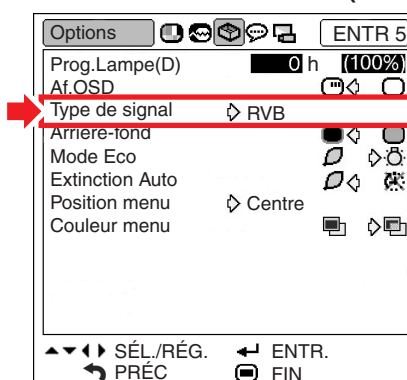 Options ENTR 5
Prog.Lampe(D) 0 h (100%)
Af.OSD
Type de signal RVB
Arrière-fond
Mode Eco
Extinction Auto
Position menu Centre
Couleur menu
SÉL./RÉG. ENTR.
PRÉC FIN